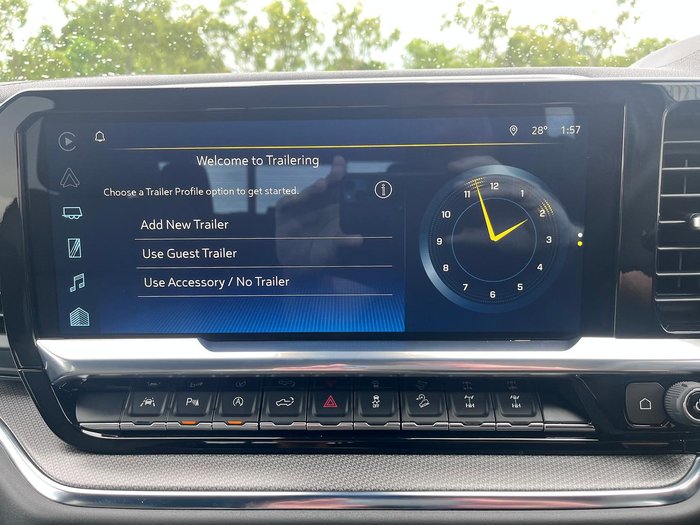 28° 1:57
Welcome to Trailering
Choose a Trailer Profile option to get started.
Add New Trailer
Use Guest Trailer
Use Accessory / No Trailer
12
1
2
3
4
5
6
7
8
9
10
11
P
A
OFF